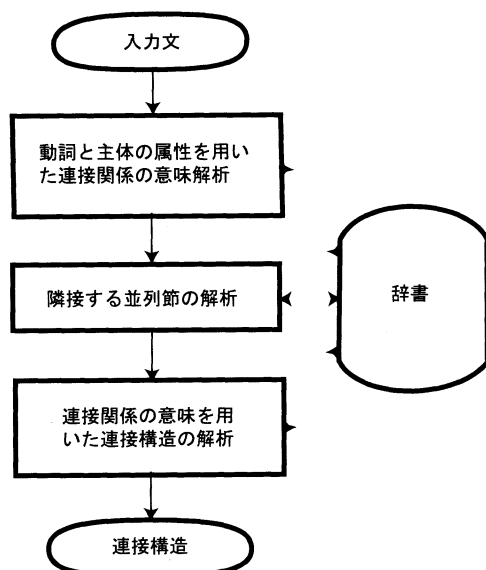 入力文
動詞と主体の属性を用い
た連接関係の意味解析
隣接する並列節の解析
辞書
連接関係の意味を用
いた連接構造の解析
連接構造